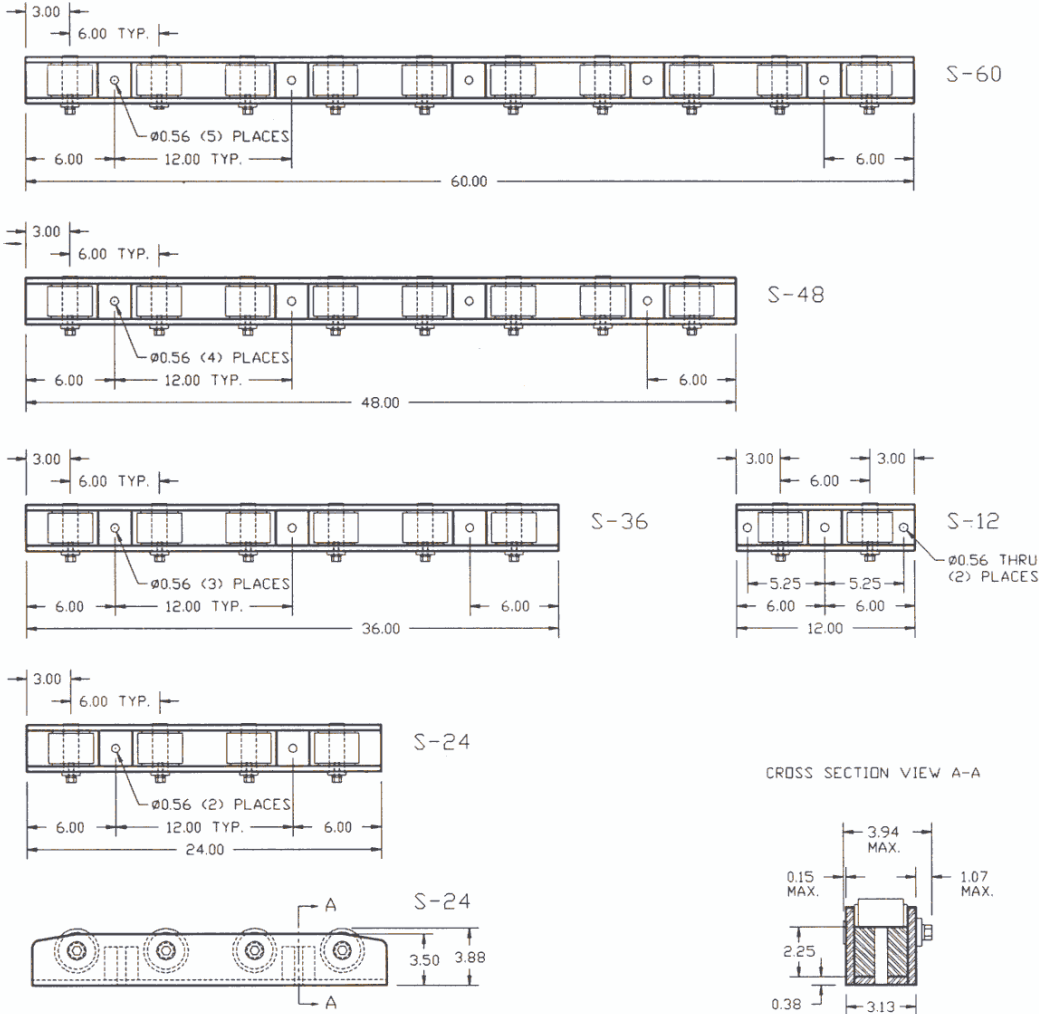 3.00
6.00 TYP.
S-60
Ø0.56 (5) PLACES
6.00
12.00 TYP.
6.00
60.00
3.00
6.00 TYP.
S-48
Ø0.56 (4) PLACES
6.00
12.00 TYP.
6.00
48.00
3.00
6.00 TYP.
S-36
Ø0.56 (3) PLACES
6.00
12.00 TYP.
6.00
36.00
3.00
3.00
6.00
S-12
Ø0.56 THRU
(2) PLACES
5.25
5.25
6.00
6.00
12.00
3.00
6.00 TYP.
S-24
Ø0.56 (2) PLACES
6.00
12.00 TYP.
6.00
24.00
CROSS SECTION VIEW A-A
A
S-24
3.50
3.88
A
3.94
MAX.
0.15
MAX.
1.07
MAX.
2.25
0.38
3.13